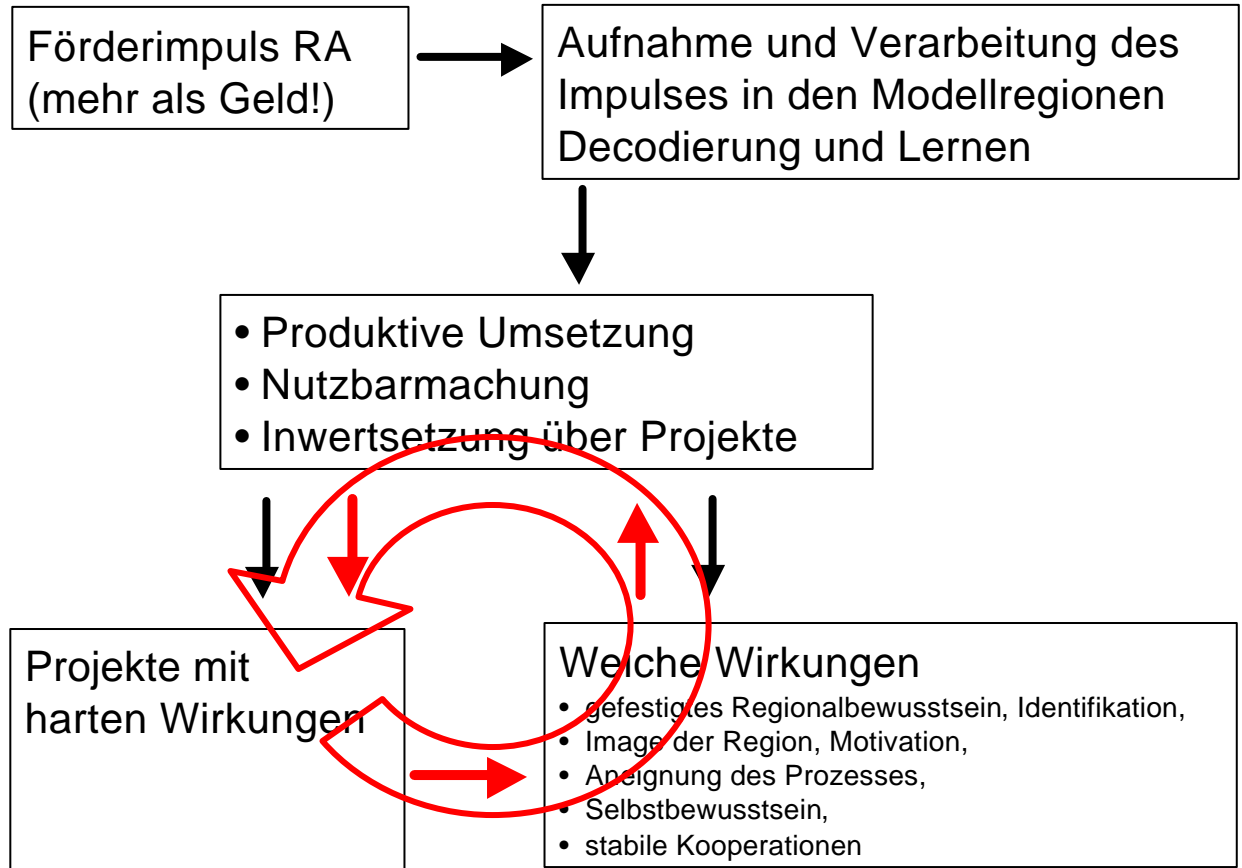 Förderimpuls RA
(mehr als Geld!)
Aufnahme und Verarbeitung des
Impulses in den Modellregionen
Decodierung und Lernen
• Produktive Umsetzung
• Nutzbarmachung
• Inwertsetzung über Projekte
Projekte mit
harten Wirkungen
Weiche Wirkungen
• gefestigtes Regionalbewusstsein, Identifikation,
• Image der Region, Motivation,
• Aneignung des Prozesses,
• Selbstbewusstsein,
• stabile Kooperationen